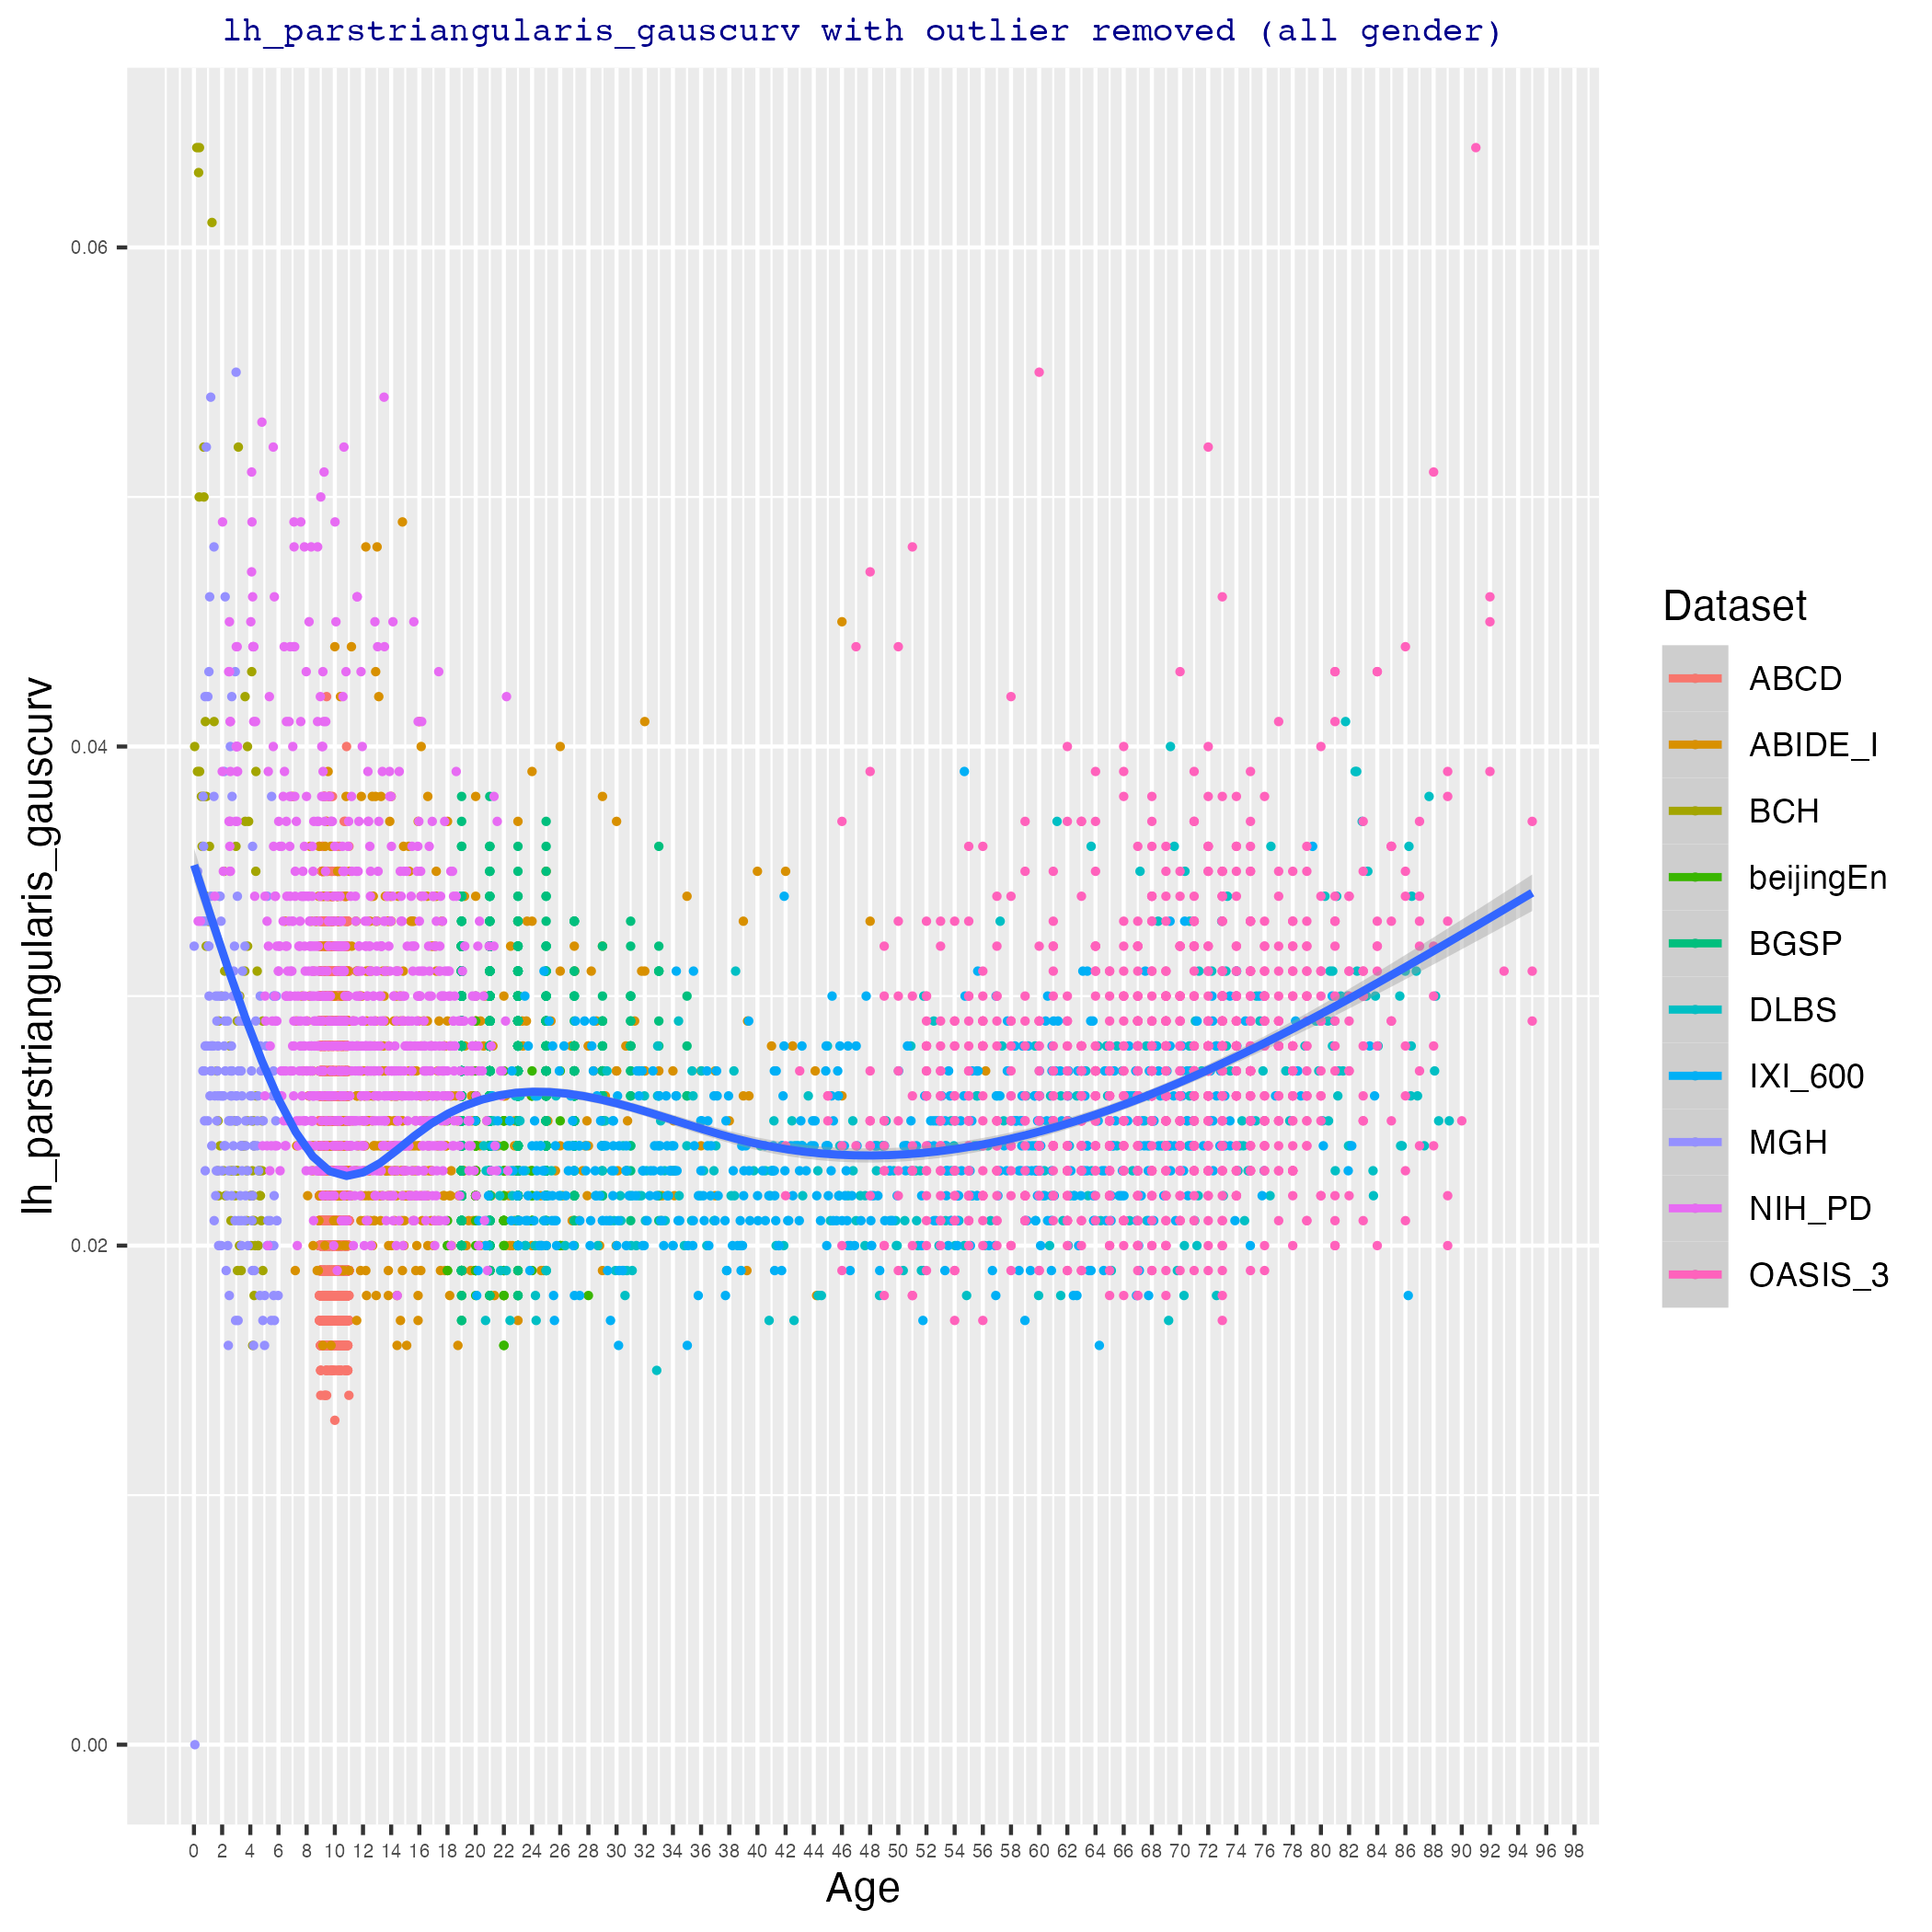 lh_parstriangularis_gauscurv with outlier removed (all gender)
lh_parstriangularis_gauscurv
0.06
0.04
0.02
0.00
0 2 4 6 8 10 12 14 16 18 20 22 24 26 28 30 32 34 36 38 40 42 44 46 48 50 52 54 56 58 60 62 64 66 68 70 72 74 76 78 80 82 84 86 88 90 92 94 96 98
Age
Dataset
ABCD
ABIDE_I
BCH
beijingEn
BGSP
DLBS
IXI_600
MGH
NIH_PD
OASIS_3